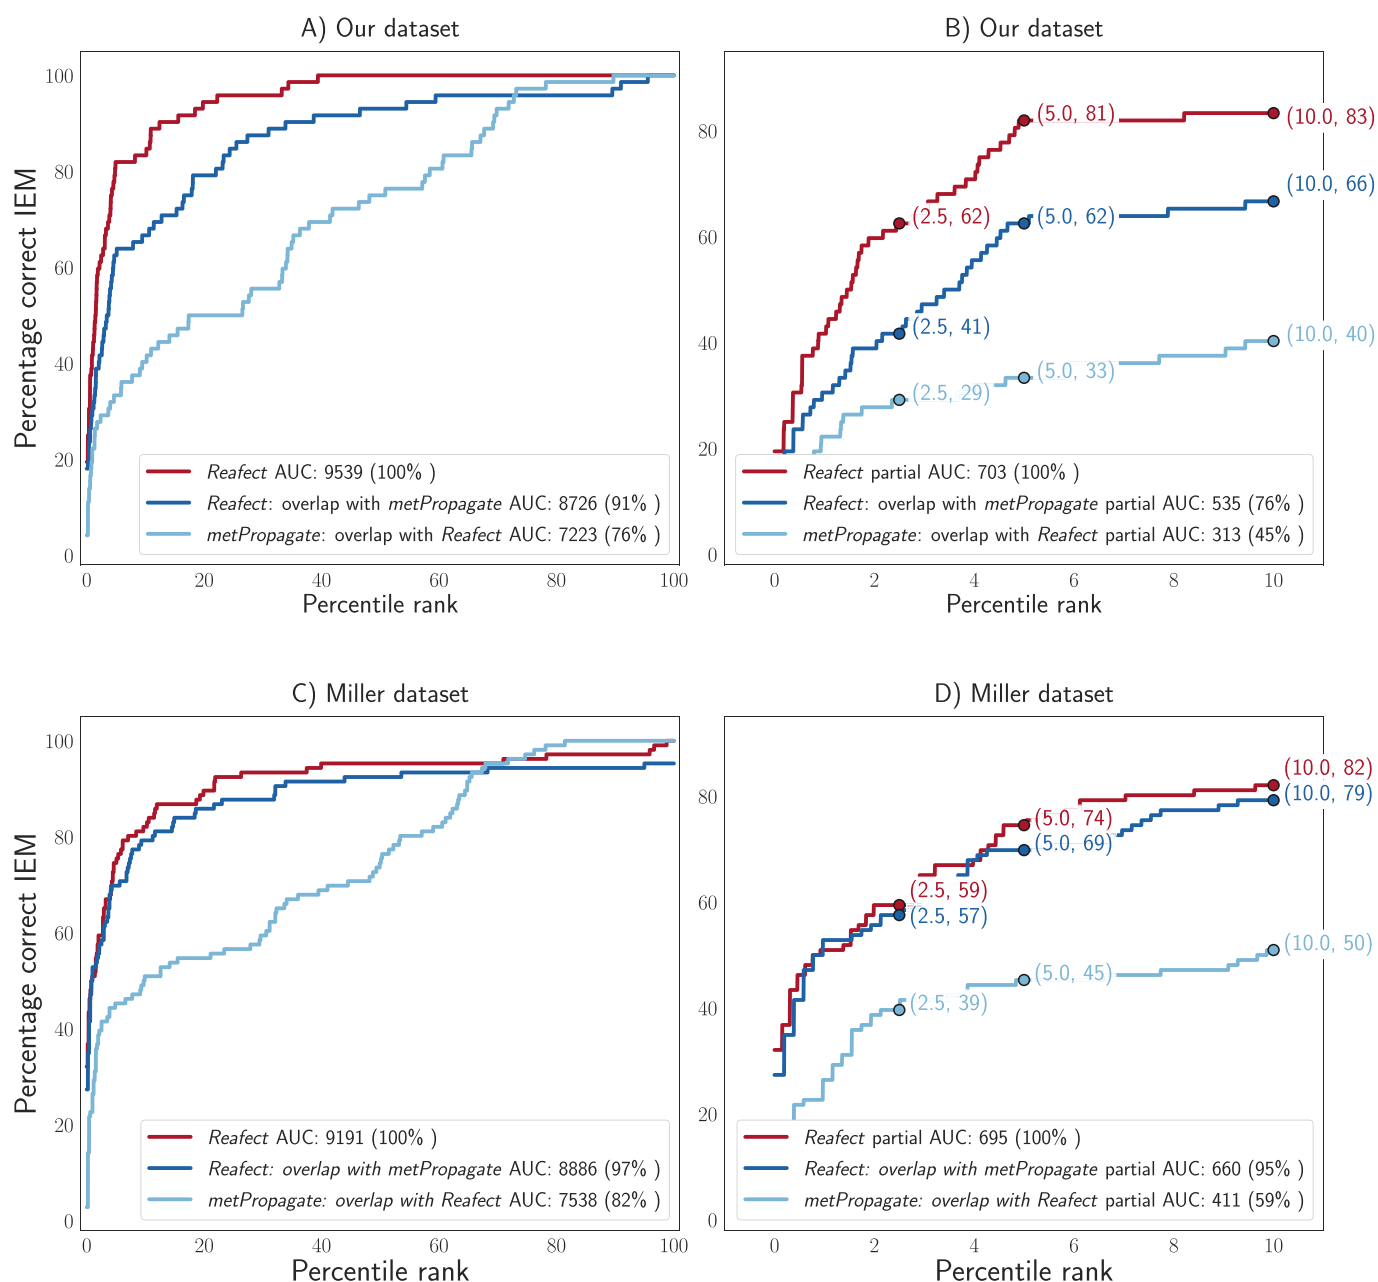 A) Our dataset
Percentage correct IEM
100
80
60
40
20
0
Reafect AUC: 9539 (100% )
Reafect: overlap with metPropagate AUC: 8726 (91% )
metPropagate: overlap with Reafect AUC: 7223 (76% )
0 20 40 60 80 100
Percentile rank
B) Our dataset
80
60
40
20
0
(5.0, 81)
(10.0, 83)
(10.0, 66)
(2.5, 62)
(5.0, 62)
(2.5, 41)
(10.0, 40)
(5.0, 33)
(2.5, 29)
Reafect partial AUC: 703 (100% )
Reafect: overlap with metPropagate partial AUC: 535 (76% )
metPropagate: overlap with Reafect partial AUC: 313 (45% )
0 2 4 6 8 10
Percentile rank
C) Miller dataset
Percentage correct IEM
100
80
60
40
20
0
Reafect AUC: 9191 (100% )
Reafect: overlap with metPropagate AUC: 8886 (97% )
metPropagate: overlap with Reafect AUC: 7538 (82% )
0 20 40 60 80 100
Percentile rank
D) Miller dataset
80
60
40
20
0
(10.0, 82)
(10.0, 79)
(5.0, 74)
(5.0, 69)
(2.5, 59)
(2.5, 57)
(10.0, 50)
(5.0, 45)
(2.5, 39)
Reafect partial AUC: 695 (100% )
Reafect: overlap with metPropagate partial AUC: 660 (95% )
metPropagate: overlap with Reafect partial AUC: 411 (59% )
0 2 4 6 8 10
Percentile rank